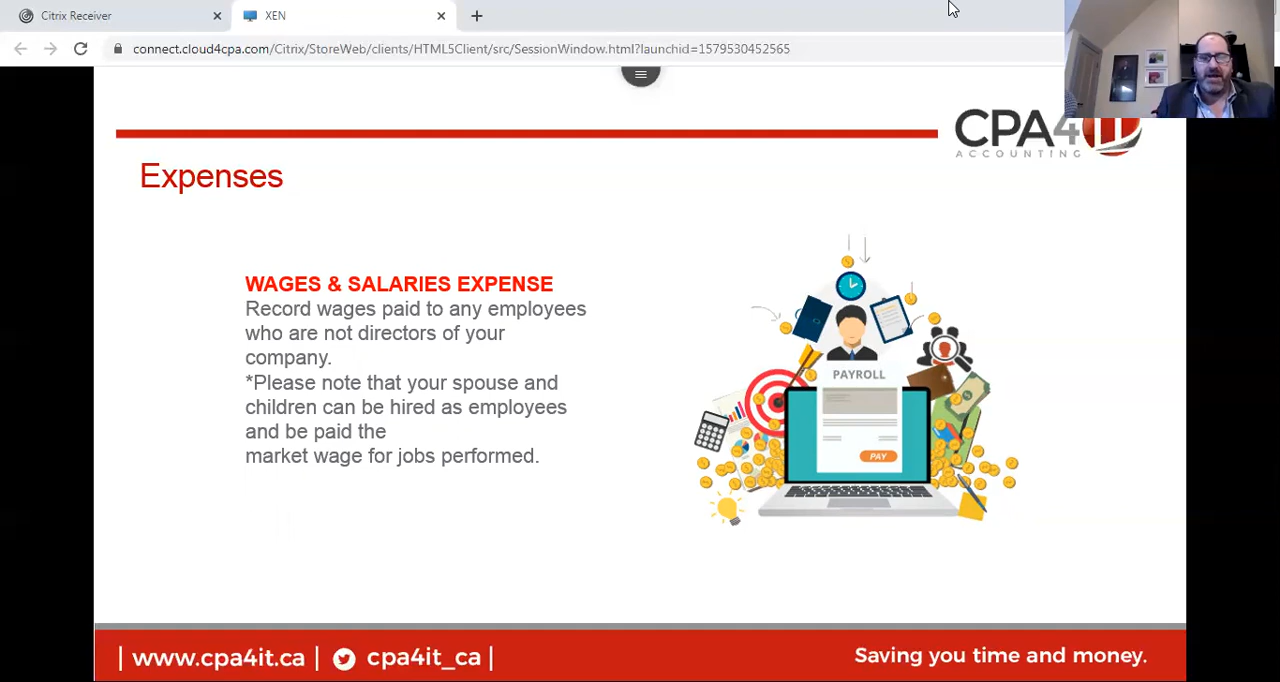 Citrix Receiver
XEN
connect.cloud4cpa.com/Citrix/StoreWeb/clients/HTML5Client/src/SessionWindow.html?launchid=1579530452565
CPA4it
ACCOUNTING
Expenses
WAGES & SALARIES EXPENSE
Record wages paid to any employees
who are not directors of your
company.
*Please note that your spouse and
children can be hired as employees
and be paid the
market wage for jobs performed.
PAYROLL
PAY
| www.cpa4it.ca | cpa4it_ca |
Saving you time and money.